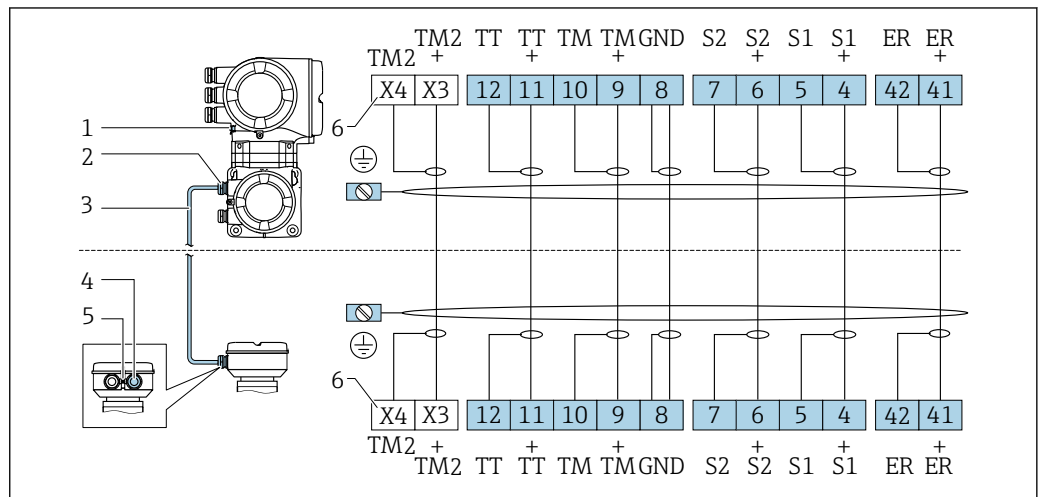 TM2 TT TT TM TM GND S2 S2 S1 S1 ER ER
TM2 + + + + + +
X4 X3 12 11 10 9 8 7 6 5 4 42 41
6
1
2
3
4
5
6
X4 X3 12 11 10 9 8 7 6 5 4 42 41
TM2 + + + + + +
TM2 TT TT TM TM GND S2 S2 S1 S1 ER ER